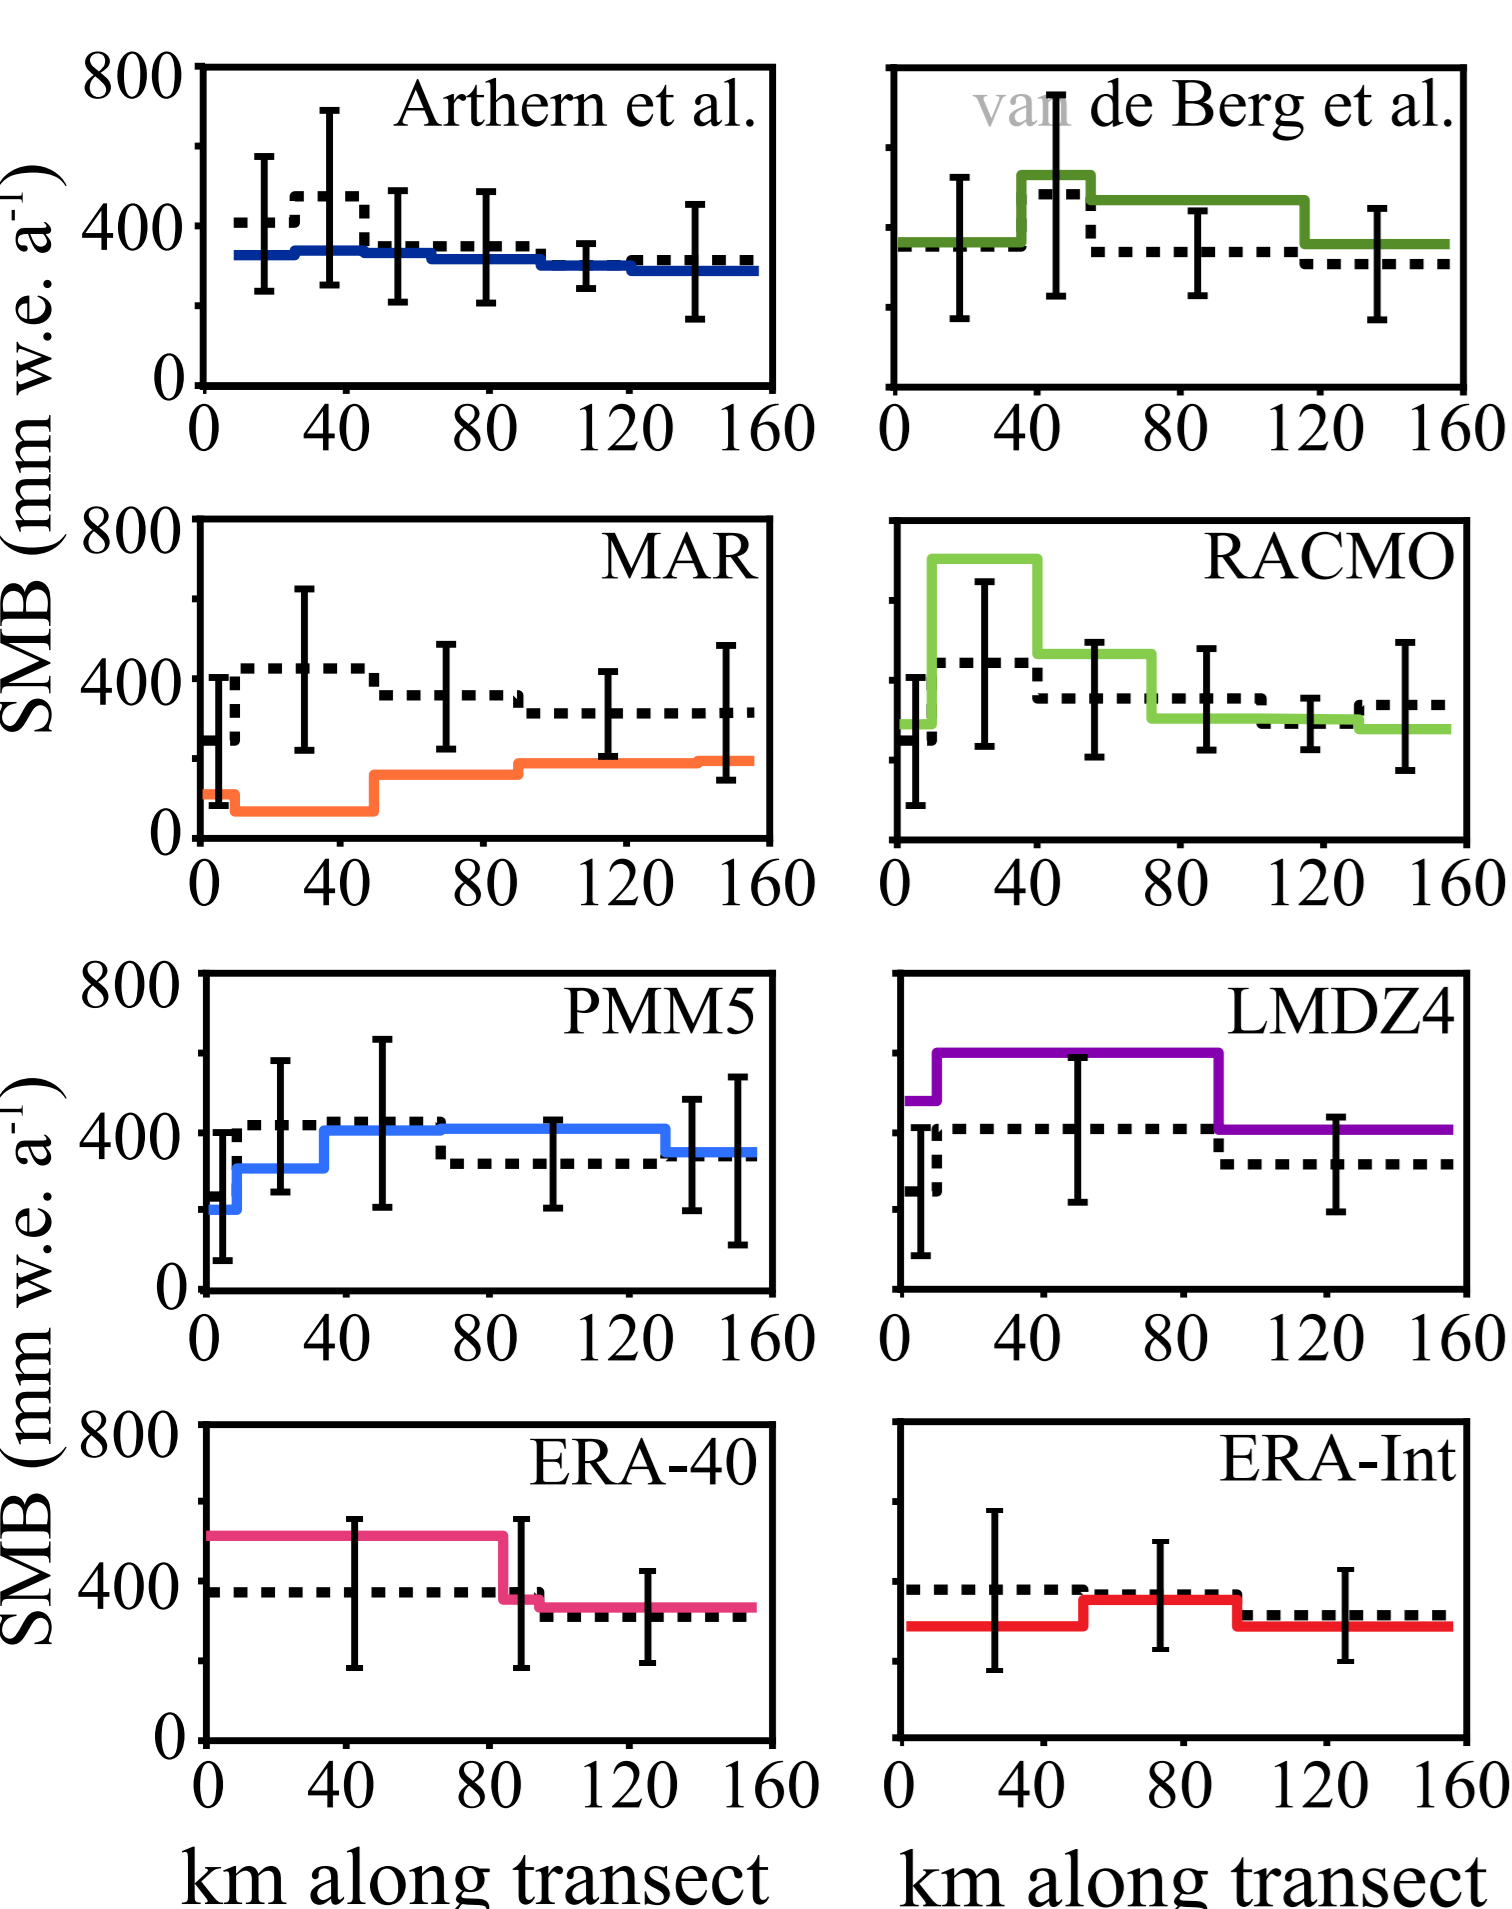 800 Arthern et al. van de Berg et al.
400
0
0 40 80 120 160 0 40 80 120 160
SMB (mm w.e. a-1)
800 MAR RACMO
400
0
0 40 80 120 160 0 40 80 120 160
800 PMM5 LMDZ4
400
0
0 40 80 120 160 0 40 80 120 160
SMB (mm w.e. a-1)
800 ERA-40 ERA-Int
400
0
0 40 80 120 160 0 40 80 120 160
km along transect km along transect